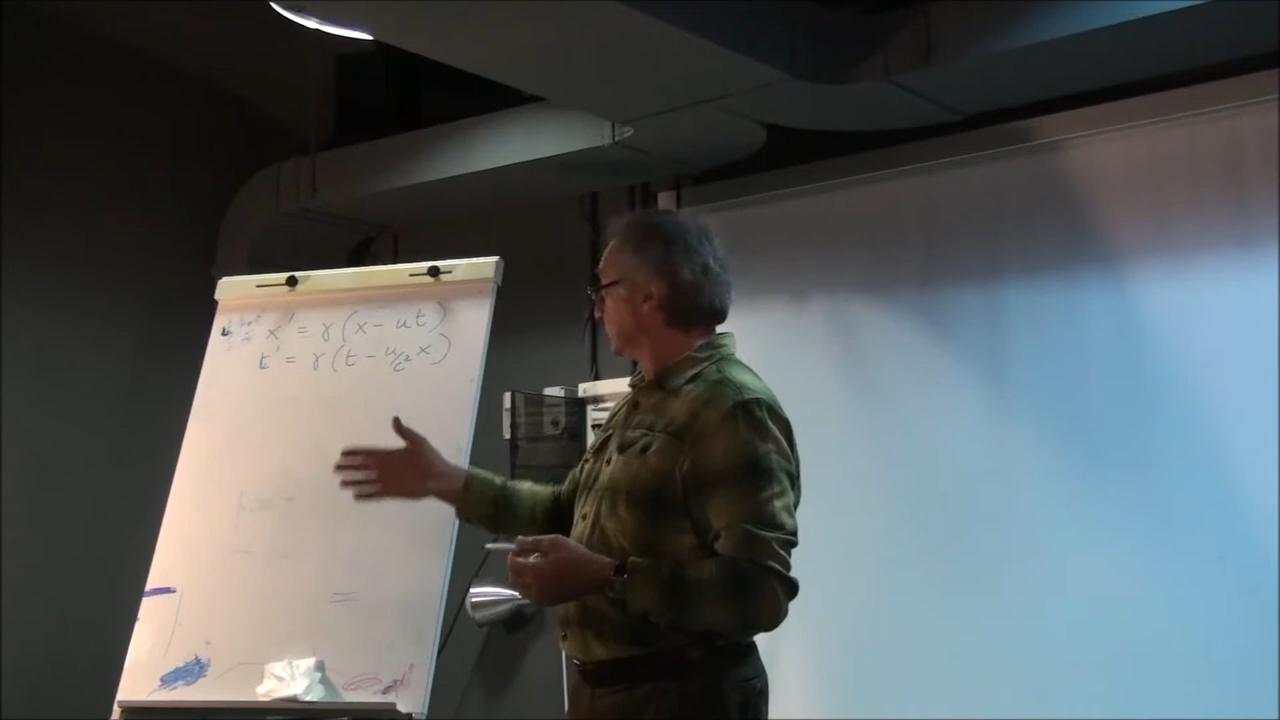 x' = γ (x - ut)
t' = γ (t - u/c² x)